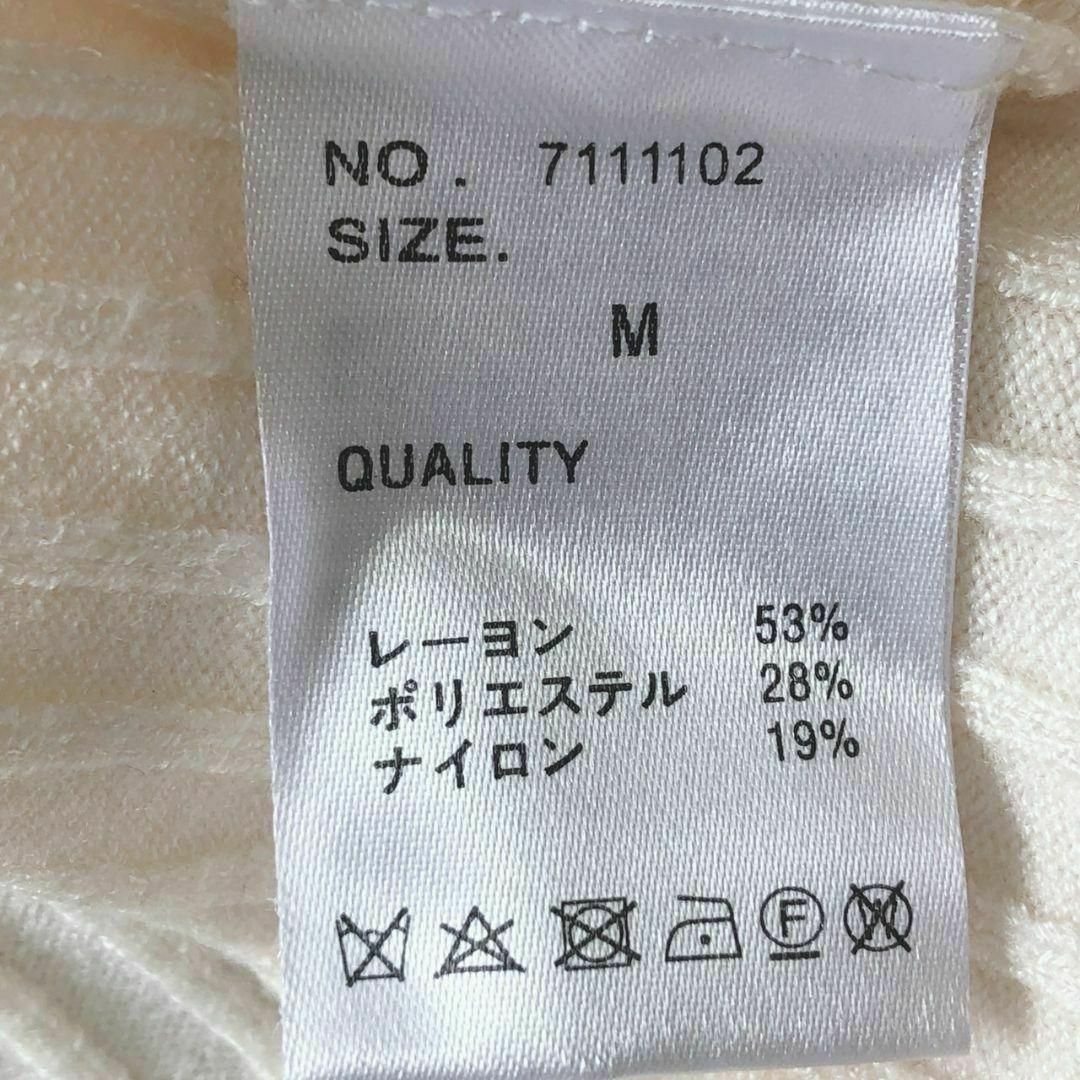 NO. 7111102
SIZE.
M
QUALITY
レーヨン 53%
ポリエステル 28%
ナイロン 19%
F W